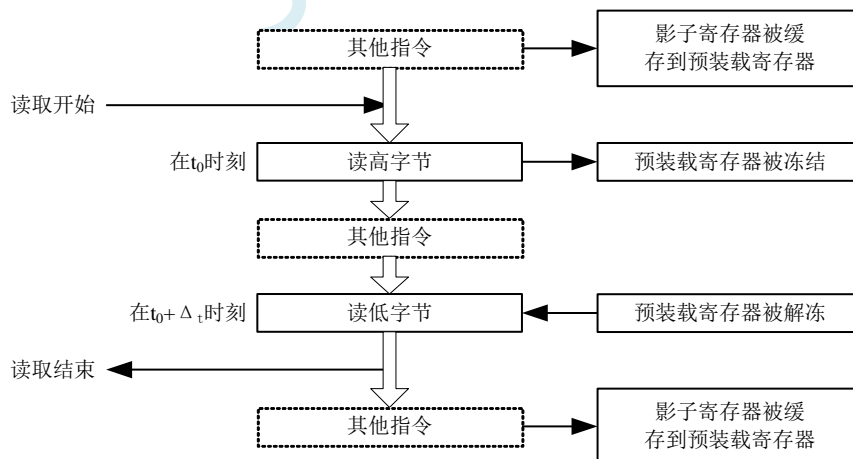 其他指令
影子寄存器被缓
存到预装载寄存器
读取开始
在t₀时刻
读高字节
预装载寄存器被冻结
其他指令
在t₀+Δₜ时刻
读低字节
预装载寄存器被解冻
读取结束
其他指令
影子寄存器被缓
存到预装载寄存器